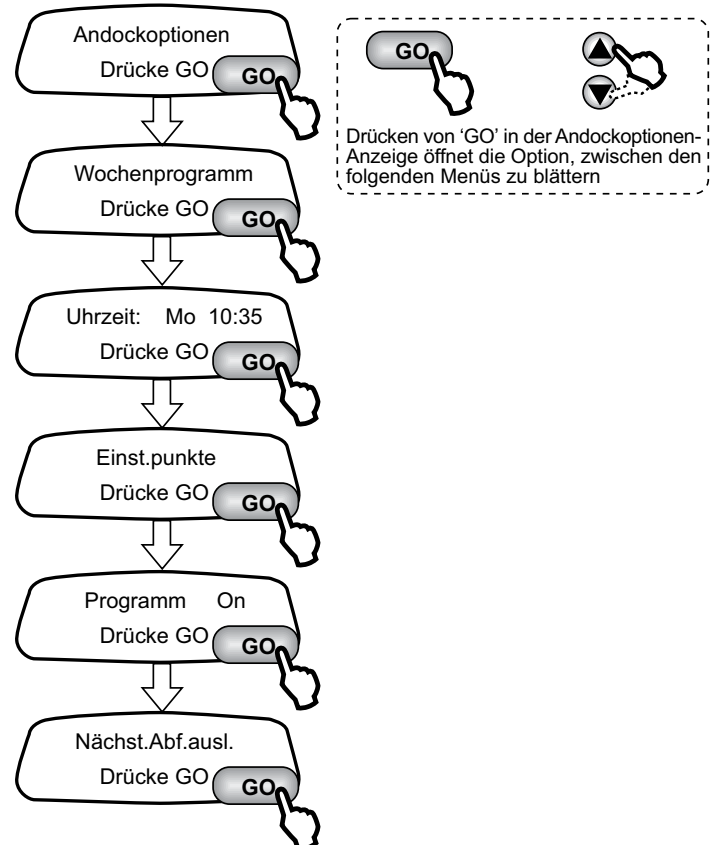 Andockoptionen
Drücke GO GO
Wochenprogramm
Drücke GO GO
Uhrzeit: Mo 10:35
Drücke GO GO
Einst.punkte
Drücke GO GO
Programm On
Drücke GO GO
Nächst.Abf.ausl.
Drücke GO GO
GO
Drücken von ‘GO’ in der Andockoptionen-
Anzeige öffnet die Option, zwischen den
folgenden Menüs zu blättern